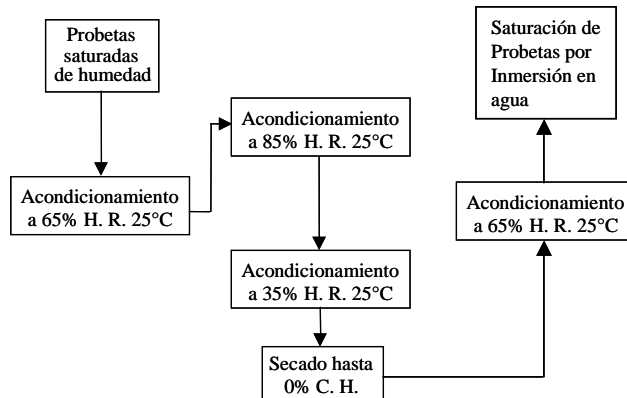 Probetas
saturadas
de humedad
Acondicionamiento
a 65% H. R. 25°C
Acondicionamiento
a 85% H. R. 25°C
Acondicionamiento
a 35% H. R. 25°C
Secado hasta
0% C. H.
Acondicionamiento
a 65% H. R. 25°C
Saturación de
Probetas por
Inmersión en
agua